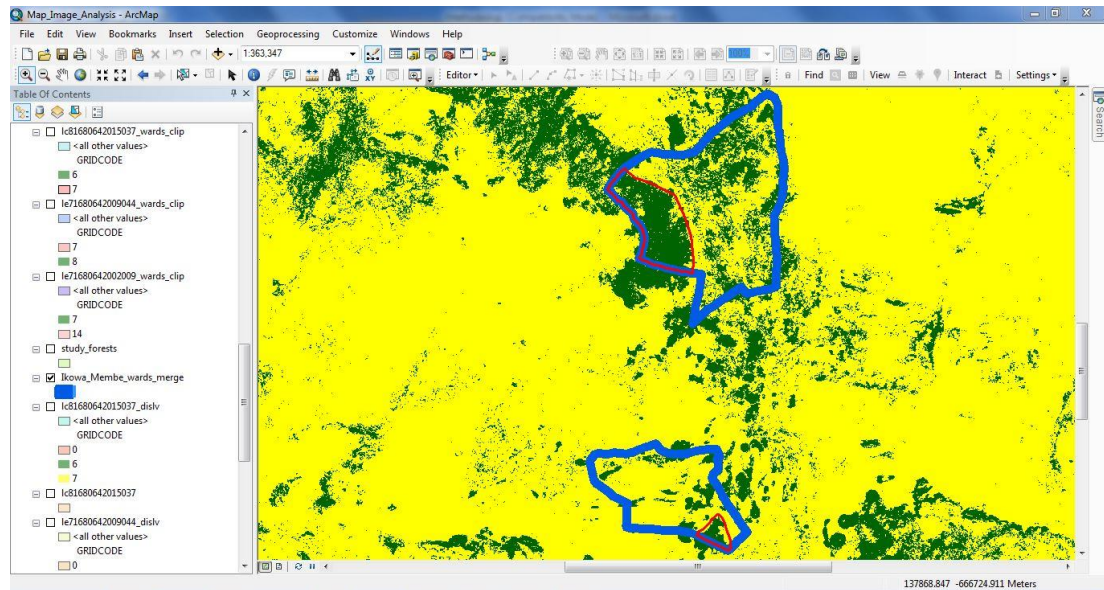 Map_Image_Analysis - ArcMap
File Edit View Bookmarks Insert Selection Geoprocessing Customize Windows Help
1:363,347
Editor
Find View Interact Settings
Table Of Contents
Search
lc81680642015037_wards_clip
<all other values>
GRIDCODE
6
7
le71680642009044_wards_clip
<all other values>
GRIDCODE
7
8
le71680642002009_wards_clip
<all other values>
GRIDCODE
7
14
study_forests
Ikowa_Membe_wards_merge
lc81680642015037_dislv
<all other values>
GRIDCODE
0
6
7
lc81680642015037
le71680642009044_dislv
<all other values>
GRIDCODE
0
137868.847 -666724.911 Meters